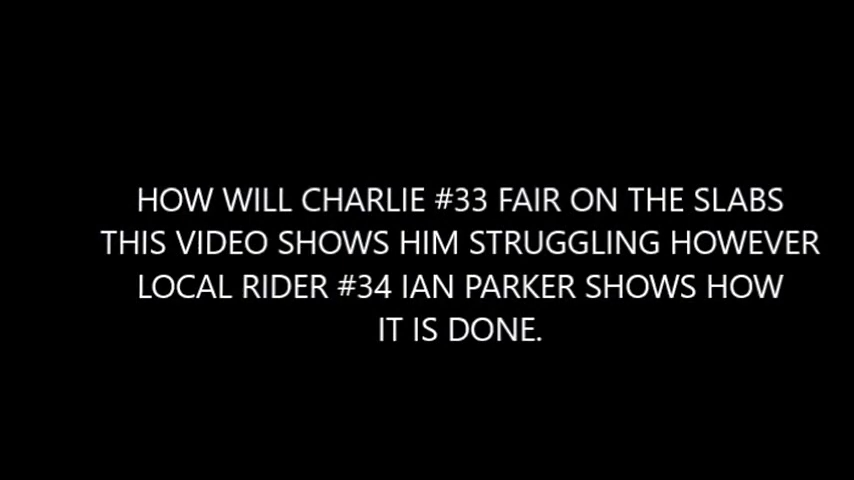 HOW WILL CHARLIE #33 FAIR ON THE SLABS
THIS VIDEO SHOWS HIM STRUGGLING HOWEVER
LOCAL RIDER #34 IAN PARKER SHOWS HOW
IT IS DONE.